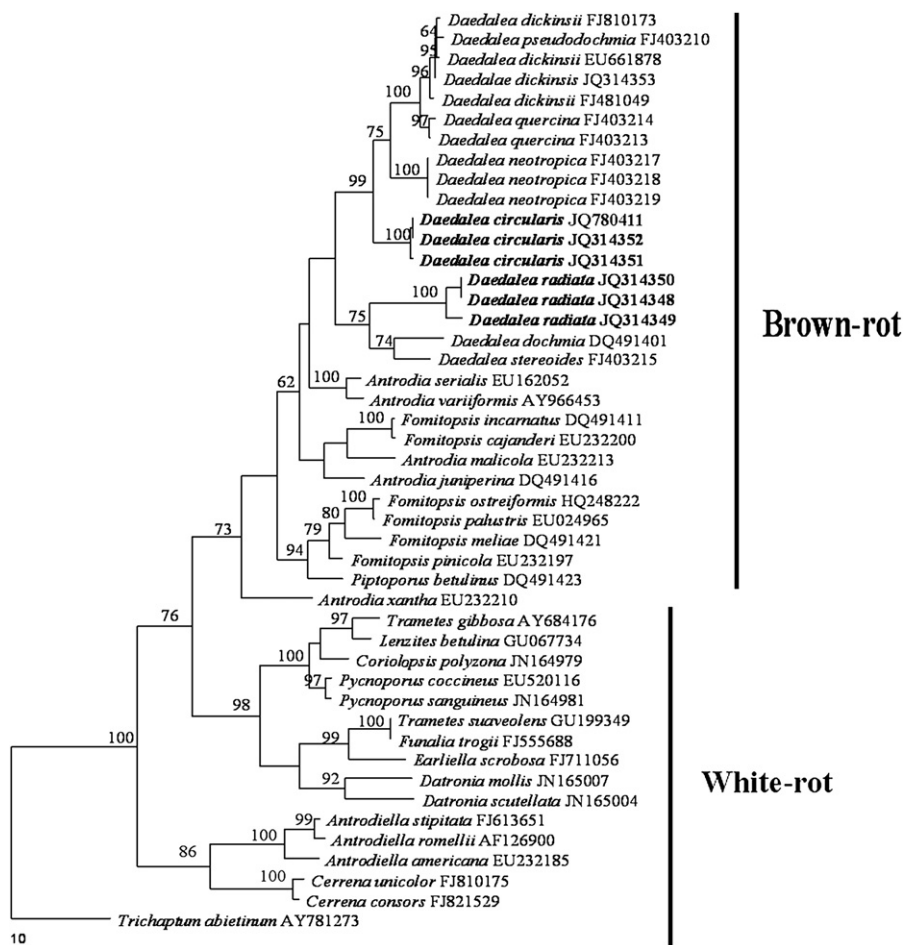 Daedalea dickinsii FJ810173
64
Daedalea pseudodochmia FJ403210
95
Daedalea dickinsii EU661878
96
Daedalae dickinsis JQ314353
100
Daedalea dickinsii FJ481049
97
Daedalea quercina FJ403214
75
Daedalea quercina FJ403213
Daedalea neotropica FJ403217
100
Daedalea neotropica FJ403218
99
Daedalea neotropica FJ403219
Daedalea circularis JQ780411
100
Daedalea circularis JQ314352
Daedalea circularis JQ314351
Daedalea radiata JQ314350
100
Daedalea radiata JQ314348
75
Daedalea radiata JQ314349
Brown-rot
74
Daedalea dochmia DQ491401
Daedalea stereoides FJ403215
62
100
Antrodia serialis EU162052
Antrodia variiformis AY966453
100
Fomitopsis incarnatus DQ491411
Fomitopsis cajanderi EU232200
Antrodia malicola EU232213
Antrodia juniperina DQ491416
100
Fomitopsis ostreiformis HQ248222
80
Fomitopsis palustris EU024965
73
79
Fomitopsis meliae DQ491421
94
Fomitopsis pinicola EU232197
Piptoporus betulinus DQ491423
Antrodia xantha EU232210
76
97
Trametes gibbosa AY684176
Lenzites betulina GU067734
100
Coriolopsis polyzona JN164979
97
Pycnoporus coccineus EU520116
98
Pycnoporus sanguineus JN164981
100
Trametes suaveolens GU199349
100
99
Funalia trogii FJ555688
Earliella scrobosa FJ711056
92
Datronia mollis JN165007
White-rot
Datronia scutellata JN165004
99
Antrodiella stipitata FJ613651
100
Antrodiella romellii AF126900
86
Antrodiella americana EU232185
100
Cerrena unicolor FJ810175
Cerrena consors FJ821529
Trichaptum abietinum AY781273
10